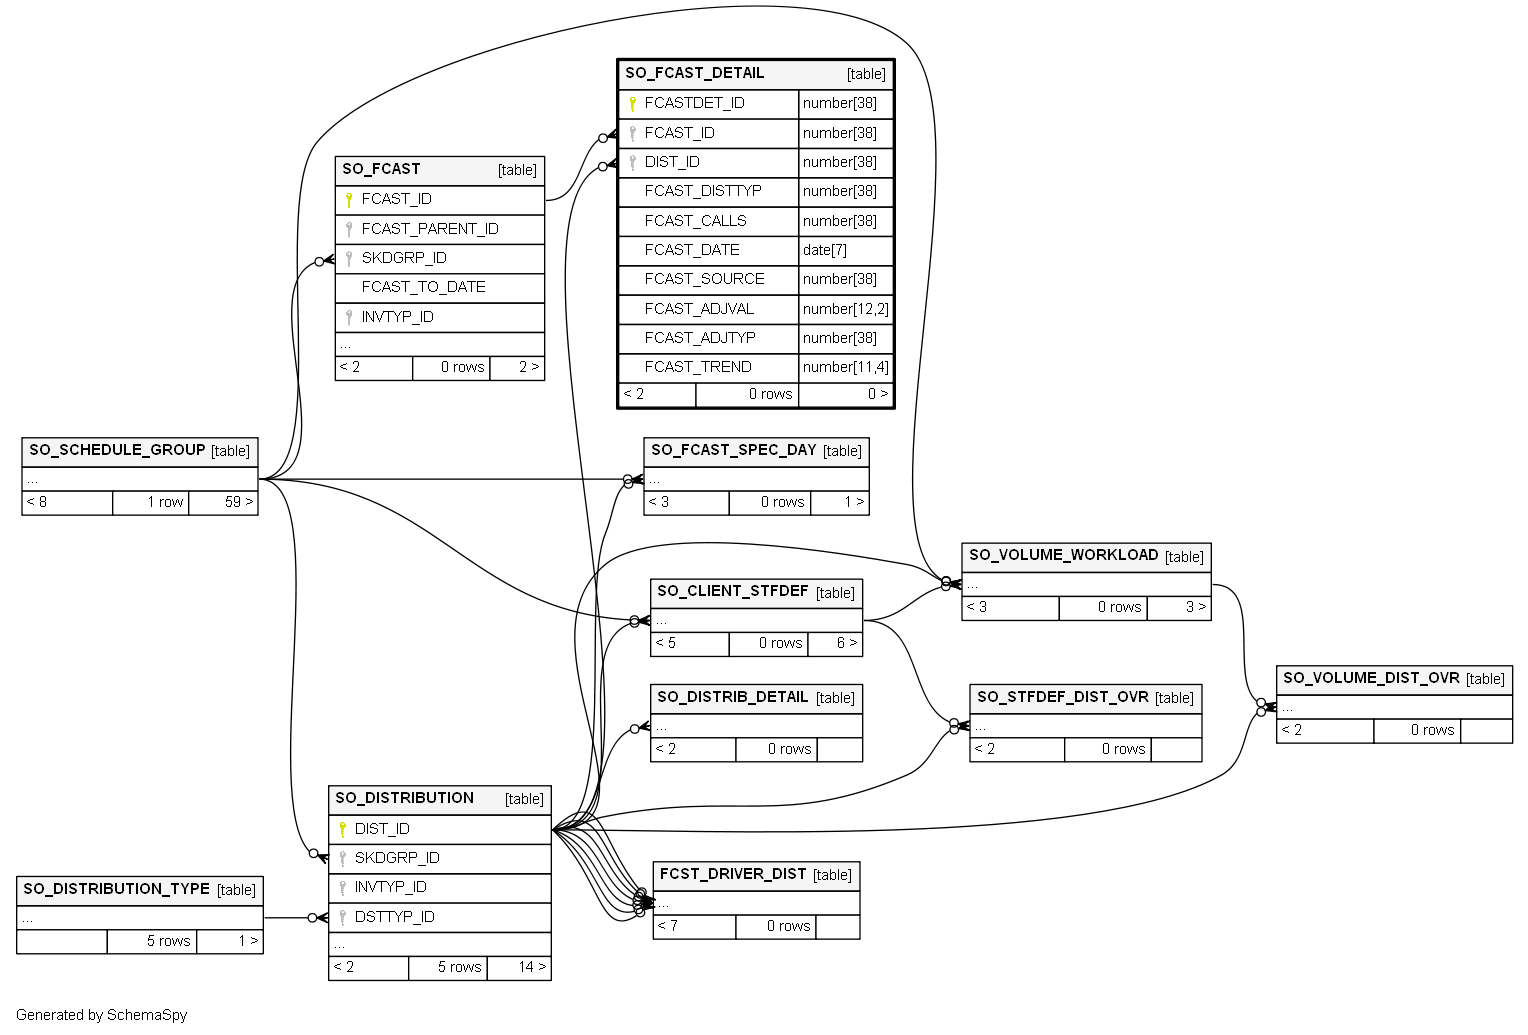 SO_FCAST_DETAIL [table]
FCASTDET_ID number[38]
FCAST_ID number[38]
DIST_ID number[38]
FCAST_DISTTYP number[38]
FCAST_CALLS number[38]
FCAST_DATE date[7]
FCAST_SOURCE number[38]
FCAST_ADJVAL number[12,2]
FCAST_ADJTYP number[38]
FCAST_TREND number[11,4]
< 2 0 rows 0 >
SO_FCAST [table]
FCAST_ID
FCAST_PARENT_ID
SKDGRP_ID
FCAST_TO_DATE
INVTYP_ID
...
< 2 0 rows 2 >
SO_SCHEDULE_GROUP [table]
...
< 8 1 row 59 >
SO_FCAST_SPEC_DAY [table]
...
< 3 0 rows 1 >
SO_VOLUME_WORKLOAD [table]
...
< 3 0 rows 3 >
SO_CLIENT_STFDEF [table]
...
< 5 0 rows 6 >
SO_DISTRIB_DETAIL [table]
...
< 2 0 rows
SO_STFDEF_DIST_OVR [table]
...
< 2 0 rows
SO_VOLUME_DIST_OVR [table]
...
< 2 0 rows
SO_DISTRIBUTION [table]
DIST_ID
SKDGRP_ID
INVTYP_ID
DSTTYP_ID
...
< 2 5 rows 14 >
SO_DISTRIBUTION_TYPE [table]
...
5 rows 1 >
FCST_DRIVER_DIST [table]
...
< 7 0 rows
Generated by SchemaSpy